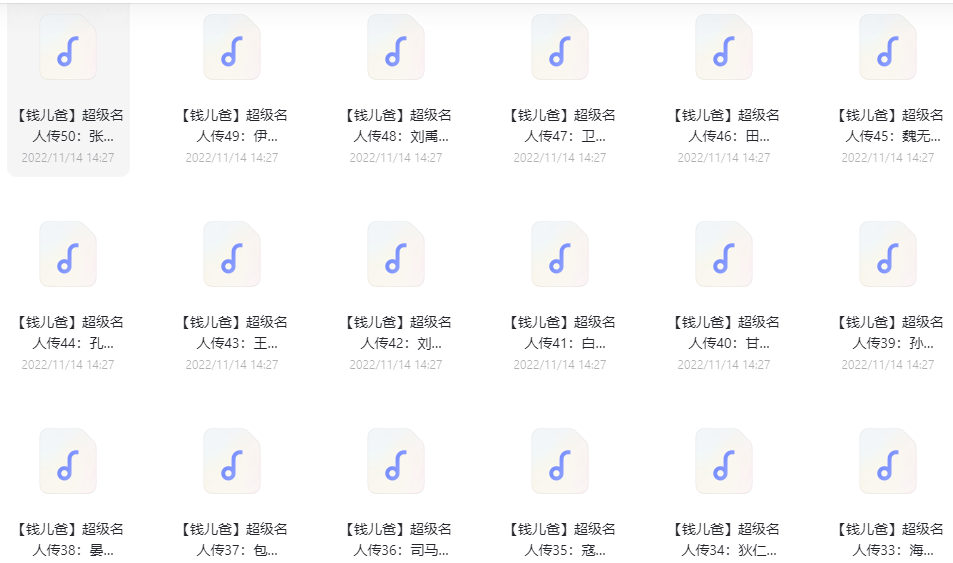 【钱儿爸】超级名
人传50：张...
2022/11/14 14:27
【钱儿爸】超级名
人传49：伊...
2022/11/14 14:27
【钱儿爸】超级名
人传48：刘禹...
2022/11/14 14:27
【钱儿爸】超级名
人传47：卫...
2022/11/14 14:27
【钱儿爸】超级名
人传46：田...
2022/11/14 14:27
【钱儿爸】超级名
人传45：魏无...
2022/11/14 14:27
【钱儿爸】超级名
人传44：孔...
2022/11/14 14:27
【钱儿爸】超级名
人传43：王...
2022/11/14 14:27
【钱儿爸】超级名
人传42：刘...
2022/11/14 14:27
【钱儿爸】超级名
人传41：白...
2022/11/14 14:27
【钱儿爸】超级名
人传40：甘...
2022/11/14 14:27
【钱儿爸】超级名
人传39：孙...
2022/11/14 14:27
【钱儿爸】超级名
人传38：晏...
【钱儿爸】超级名
人传37：包...
【钱儿爸】超级名
人传36：司马...
【钱儿爸】超级名
人传35：寇...
【钱儿爸】超级名
人传34：狄仁...
【钱儿爸】超级名
人传33：海...